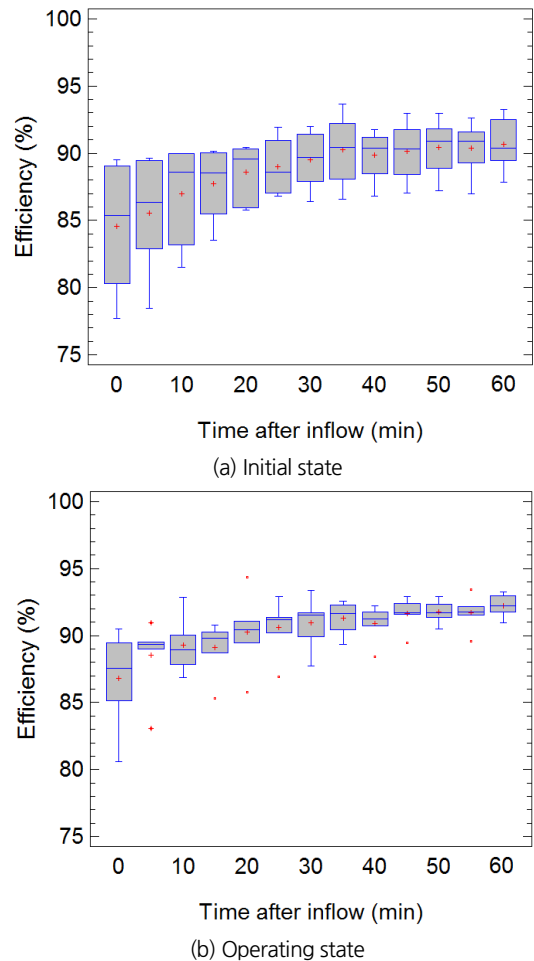 100
95
90
85
80
75
Efficiency (%)
0 10 20 30 40 50 60
Time after inflow (min)
(a) Initial state
100
95
90
85
80
75
Efficiency (%)
0 10 20 30 40 50 60
Time after inflow (min)
(b) Operating state